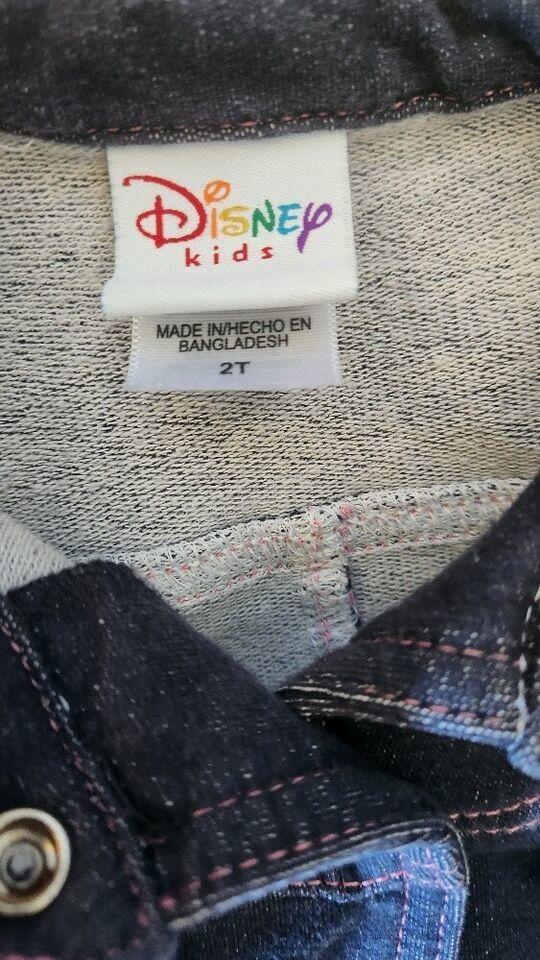 Disney
kids
MADE IN/HECHO EN
BANGLADESH
2T